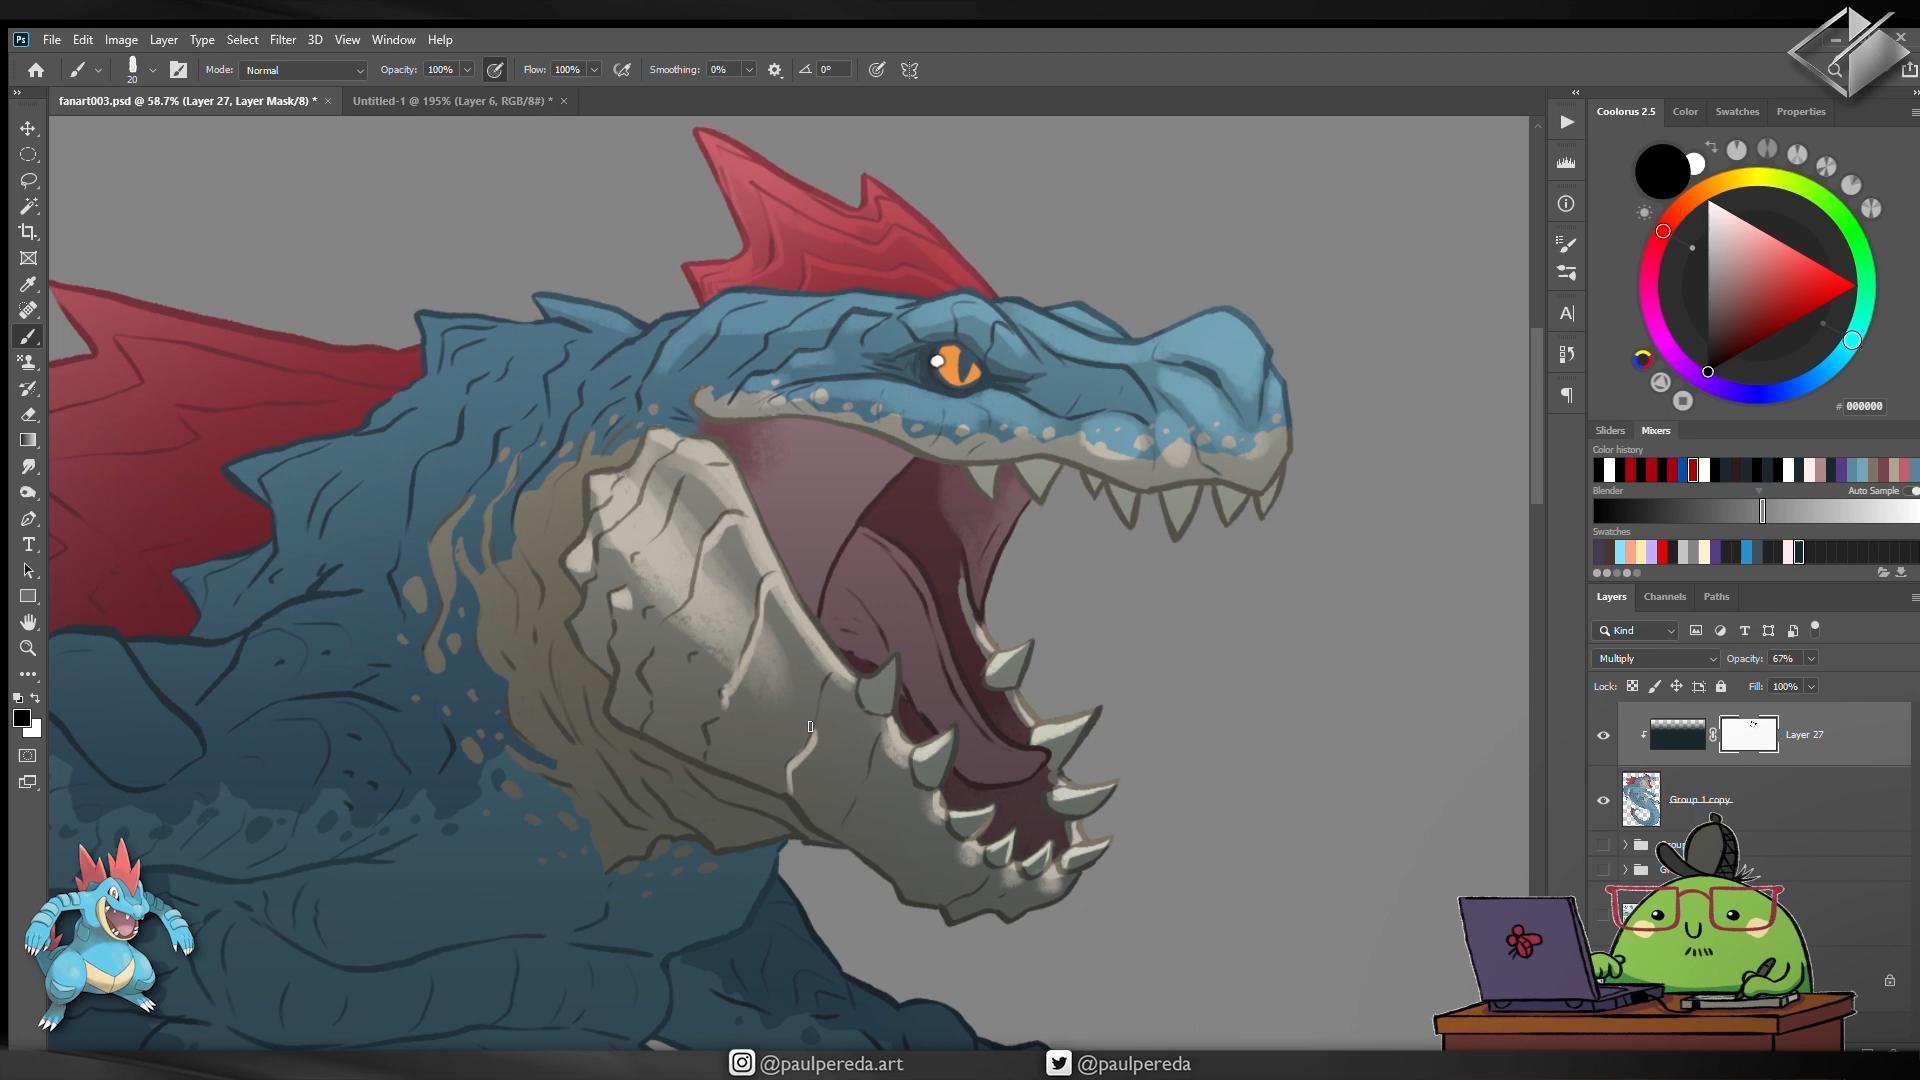 Ps File Edit Image Layer Type Select Filter 3D View Window Help
20 Mode: Normal Opacity: 100% Flow: 100% Smoothing: 0% 0°
fanart003.psd @ 58.7% (Layer 27, Layer Mask/8) * × Untitled-1 @ 195% (Layer 6, RGB/8#) * ×
Coolorus 2.5 Color Swatches Properties
# 000000
Sliders Mixers
Color history
Blender Auto Sample
Swatches
Layers Channels Paths
Kind
Multiply Opacity: 67%
Lock: Fill: 100%
Layer 27
Group 1 copy
@paulpereda.art @paulpereda